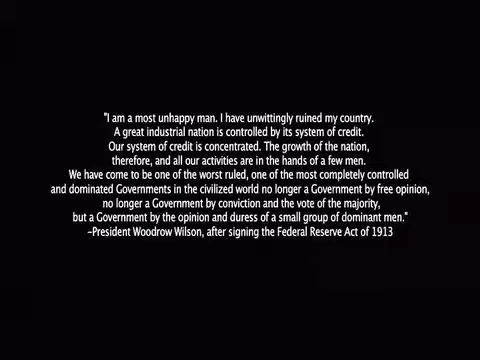 "I am a most unhappy man. I have unwittingly ruined my country.
A great industrial nation is controlled by its system of credit.
Our system of credit is concentrated. The growth of the nation,
therefore, and all our activities are in the hands of a few men.
We have come to be one of the worst ruled, one of the most completely controlled
and dominated Governments in the civilized world no longer a Government by free opinion,
no longer a Government by conviction and the vote of the majority,
but a Government by the opinion and duress of a small group of dominant men."
~President Woodrow Wilson, after signing the Federal Reserve Act of 1913